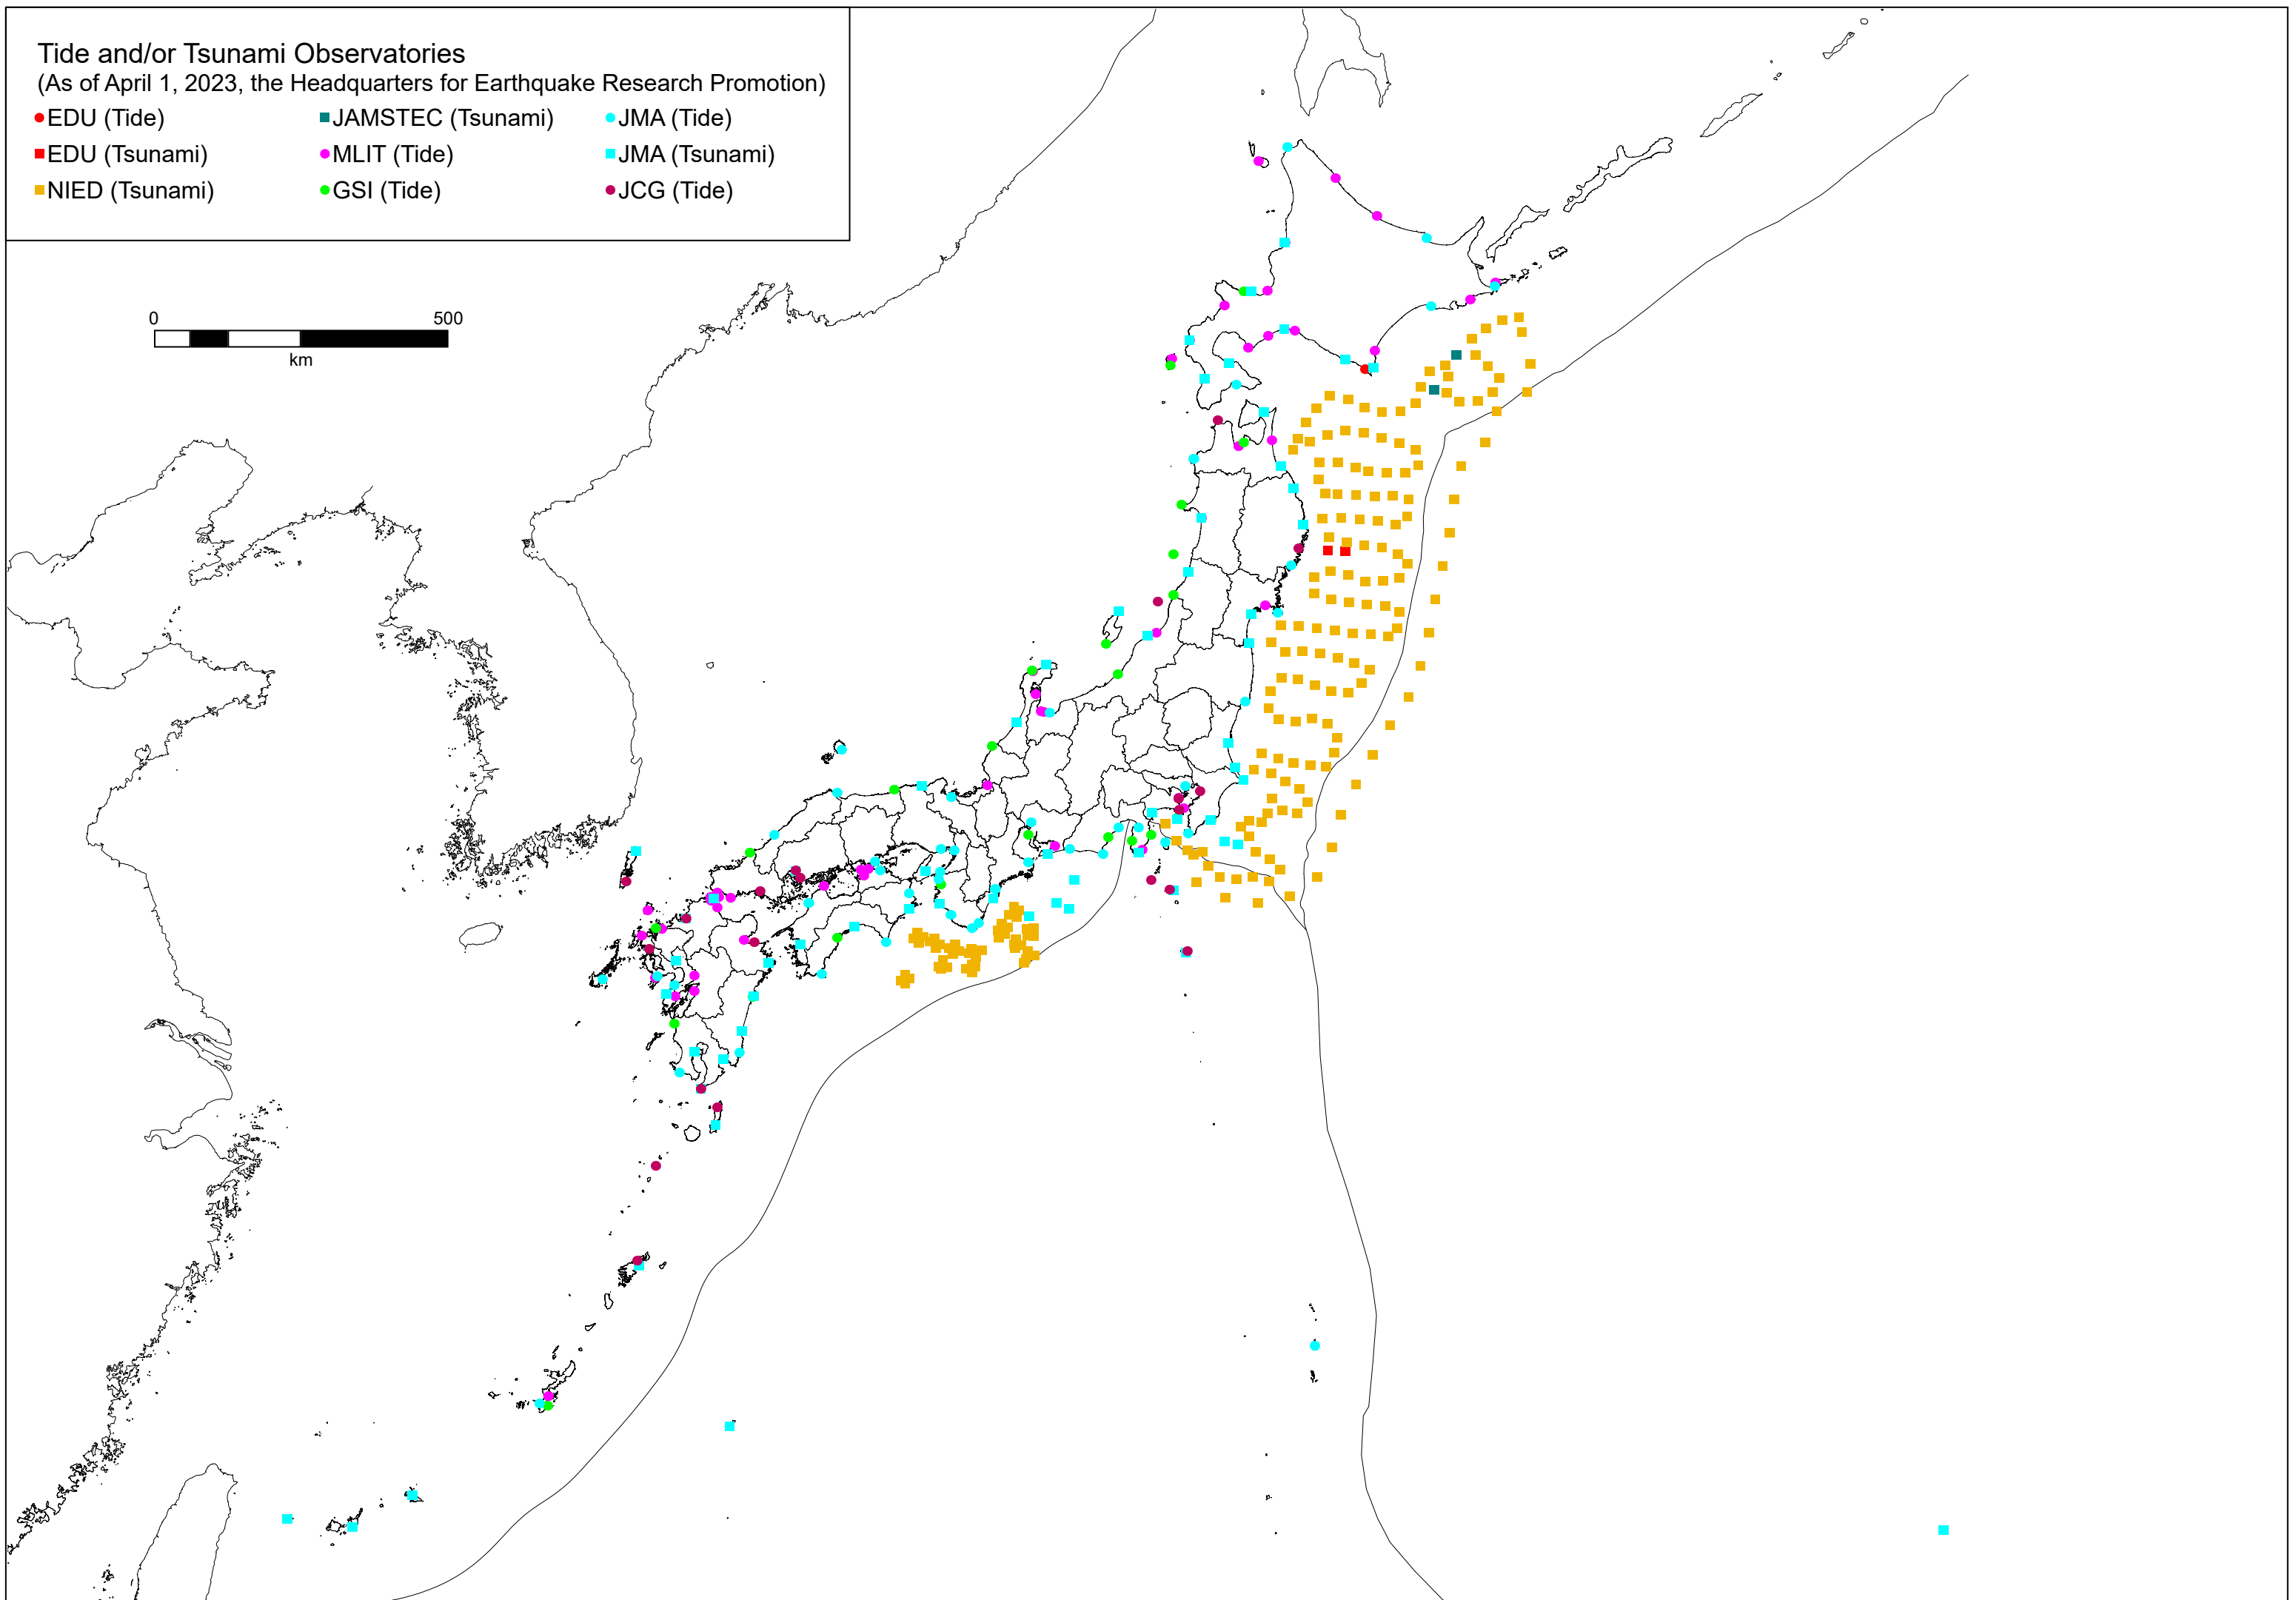 Tide and/or Tsunami Observatories
(As of April 1, 2023, the Headquarters for Earthquake Research Promotion)
EDU (Tide) JAMSTEC (Tsunami) JMA (Tide)
EDU (Tsunami) MLIT (Tide) JMA (Tsunami)
NIED (Tsunami) GSI (Tide) JCG (Tide)
0 500
km